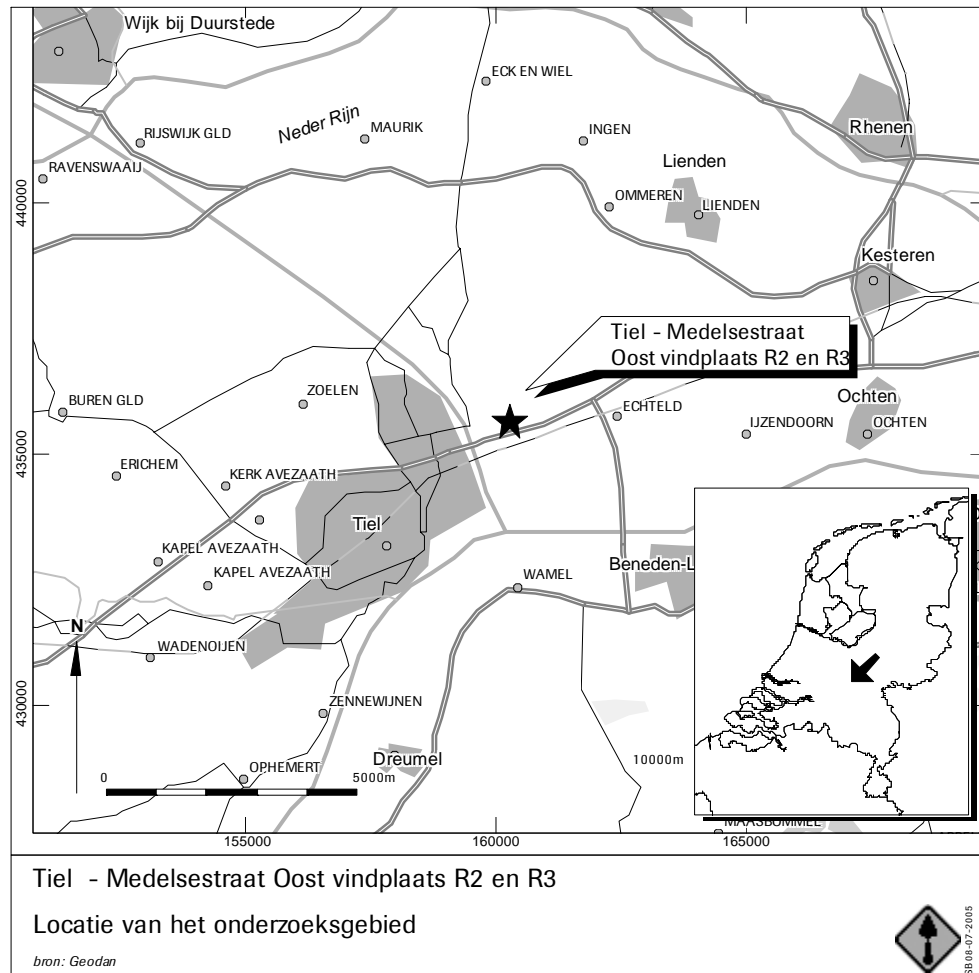 Wijk bij Duurstede
ECK EN WIEL
Neder Rijn
MAURIK
RIJSWIJK GLD
INGEN
Rhenen
RAVENSWAAIJ
Lienden
OMMEREN
LIENDEN
440000
Kesteren
Tiel - Medelsestraat
Oost vindplaats R2 en R3
ZOELEN
BUREN GLD
Ochten
ECHTELD
IJZENDOORN
OCHTEN
435000
ERICHEM
KERK AVEZAATH
Tiel
KAPEL AVEZAATH
KAPEL AVEZAATH
WAMEL
Beneden-L
N
WADENOIJEN
430000
ZENNEWIJNEN
Dreumel
OPHEMERT
10000m
0
5000m
MAASBOMMEL
155000
160000
165000
Tiel - Medelsestraat Oost vindplaats R2 en R3
Locatie van het onderzoeksgebied
bron: Geodan
SB 08-07-2005